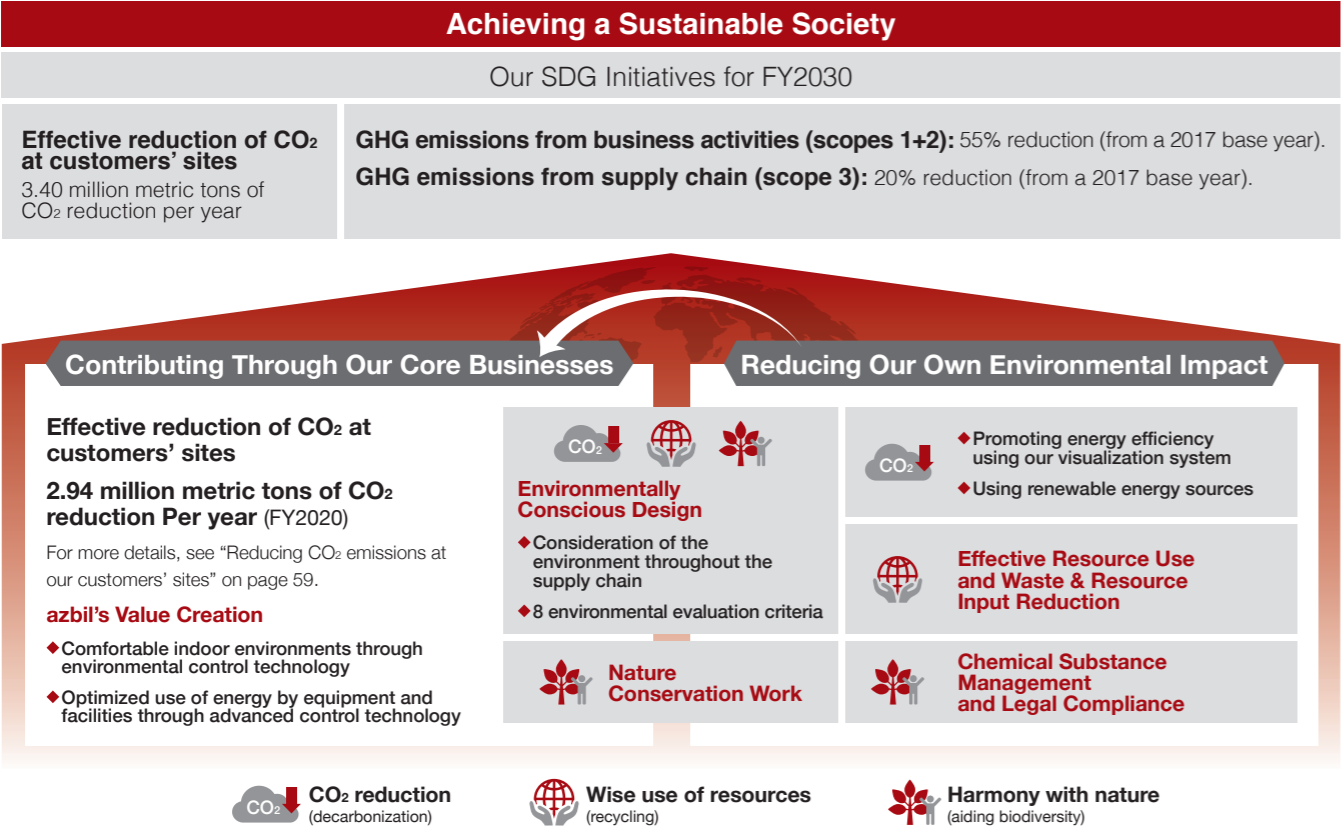 Achieving a Sustainable Society
Our SDG Initiatives for FY2030
Effective reduction of CO2
at customers' sites
3.40 million metric tons of
CO2 reduction per year
GHG emissions from business activities (scopes 1+2): 55% reduction (from a 2017 base year).
GHG emissions from supply chain (scope 3): 20% reduction (from a 2017 base year).
Contributing Through Our Core Businesses
Effective reduction of CO2 at
customers' sites
2.94 million metric tons of CO2
reduction Per year (FY2020)
For more details, see “Reducing CO2 emissions at
our customers' sites” on page 59.
azbil's Value Creation
◆Comfortable indoor environments through
environmental control technology
◆Optimized use of energy by equipment and
facilities through advanced control technology
Reducing Our Own Environmental Impact
CO2
Environmentally
Conscious Design
◆Consideration of the
environment throughout the
supply chain
◆8 environmental evaluation criteria
Nature
Conservation Work
CO2
◆Promoting energy efficiency
using our visualization system
◆Using renewable energy sources
Effective Resource Use
and Waste & Resource
Input Reduction
Chemical Substance
Management
and Legal Compliance
CO2
CO2 reduction
(decarbonization)
Wise use of resources
(recycling)
Harmony with nature
(aiding biodiversity)